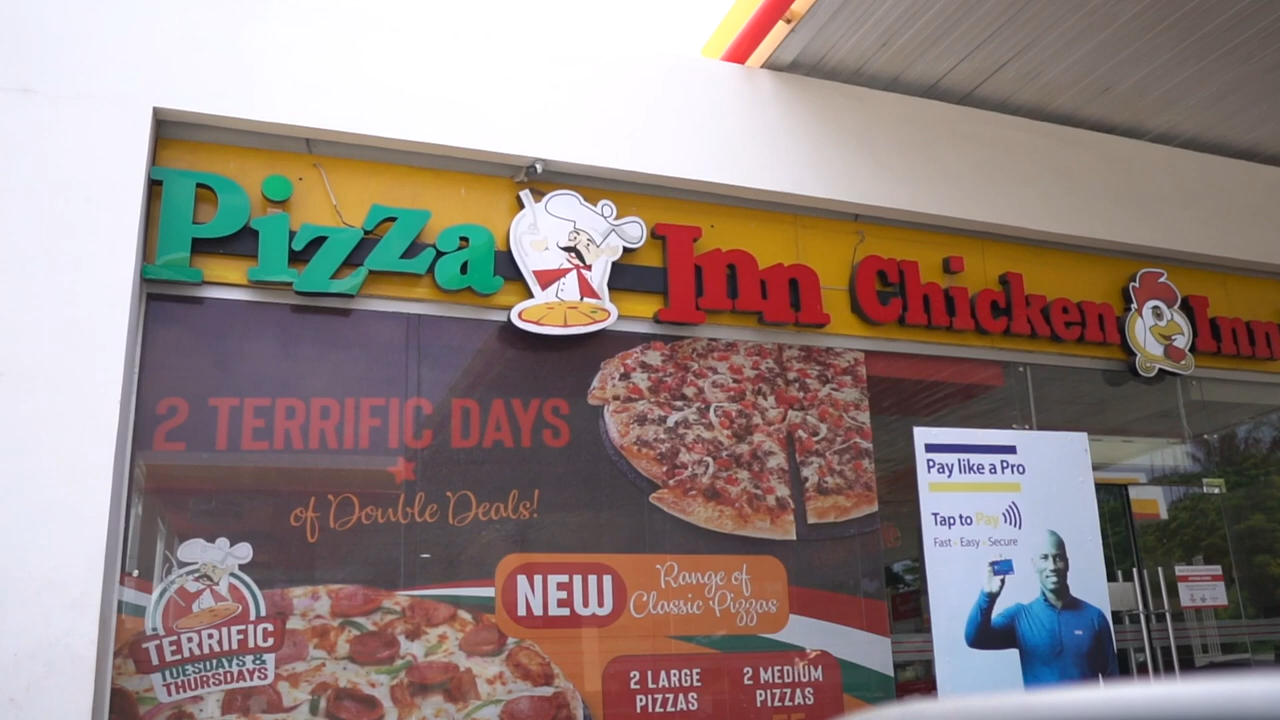 Pizza Inn Chicken Inn
2 TERRIFIC DAYS
of Double Deals!
NEW
Range of
Classic Pizzas
TERRIFIC
TUESDAYS &
THURSDAYS
2 LARGE
PIZZAS
2 MEDIUM
PIZZAS
Pay like a Pro
Tap to Pay
Fast Easy Secure